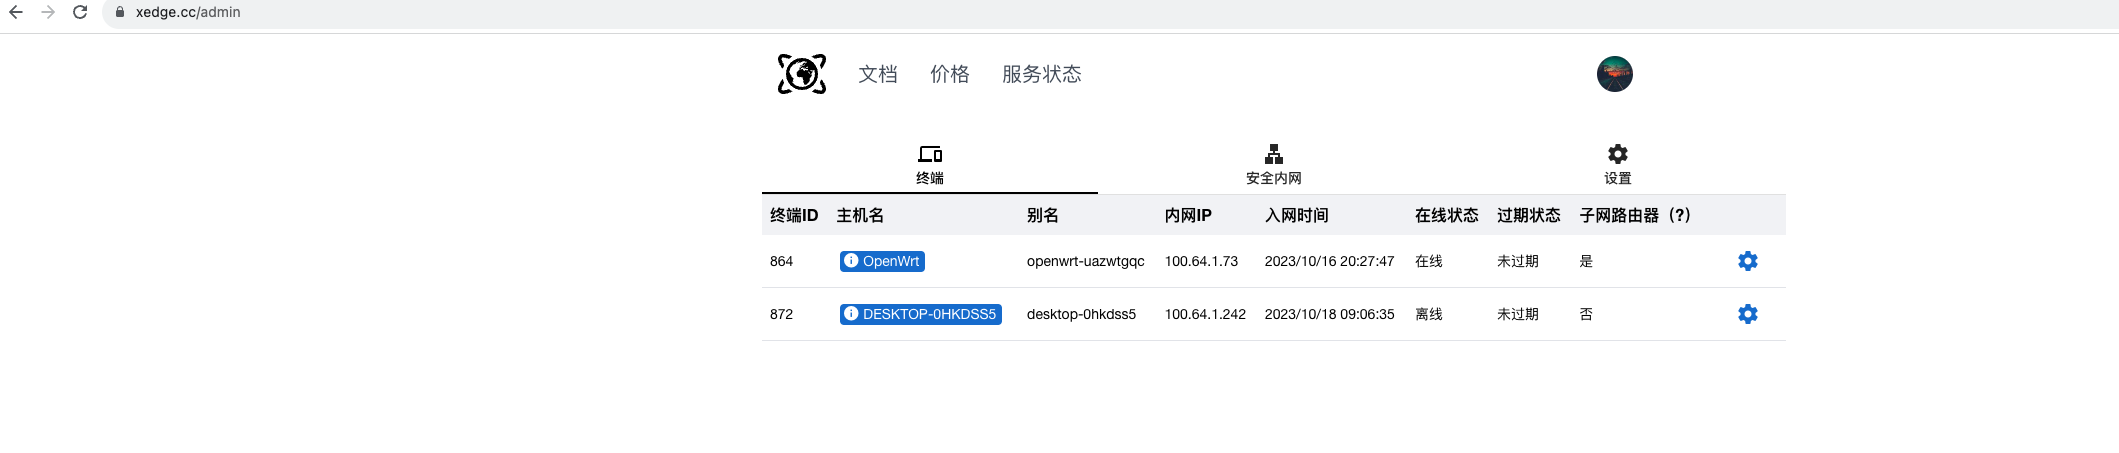 xedge.cc/admin
文档 价格 服务状态
终端 安全内网 设置
终端ID 主机名 别名 内网IP 入网时间 在线状态 过期状态 子网路由器（?）
864 OpenWrt openwrt-uazwtgqc 100.64.1.73 2023/10/16 20:27:47 在线 未过期 是
872 DESKTOP-0HKDSS5 desktop-0hkdss5 100.64.1.242 2023/10/18 09:06:35 离线 未过期 否